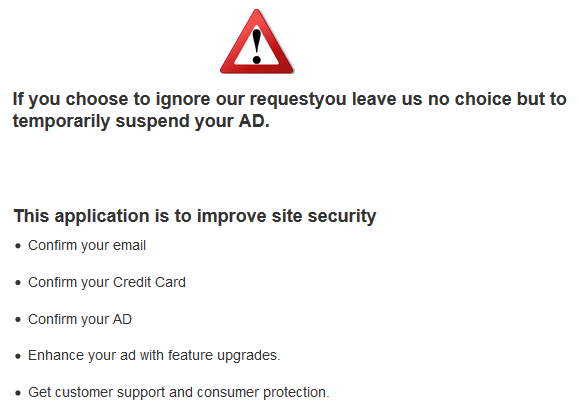 If you choose to ignore our requestyou leave us no choice but to
temporarily suspend your AD.
This application is to improve site security
Confirm your email
Confirm your Credit Card
Confirm your AD
Enhance your ad with feature upgrades.
Get customer support and consumer protection.